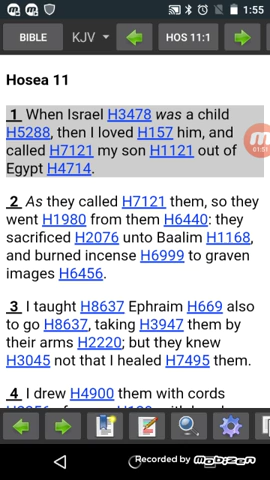 1:55
BIBLE KJV HOS 11:1
Hosea 11
1 When Israel H3478 was a child
H5288, then I loved H157 him, and
called H7121 my son H1121 out of
Egypt H4714.
01:51
2 As they called H7121 them, so they
went H1980 from them H6440: they
sacrificed H2076 unto Baalim H1168,
and burned incense H6999 to graven
images H6456.
3 I taught H8637 Ephraim H669 also
to go H8637, taking H3947 them by
their arms H2220; but they knew
H3045 not that I healed H7495 them.
4 I drew H4900 them with cords
Recorded by mobizen